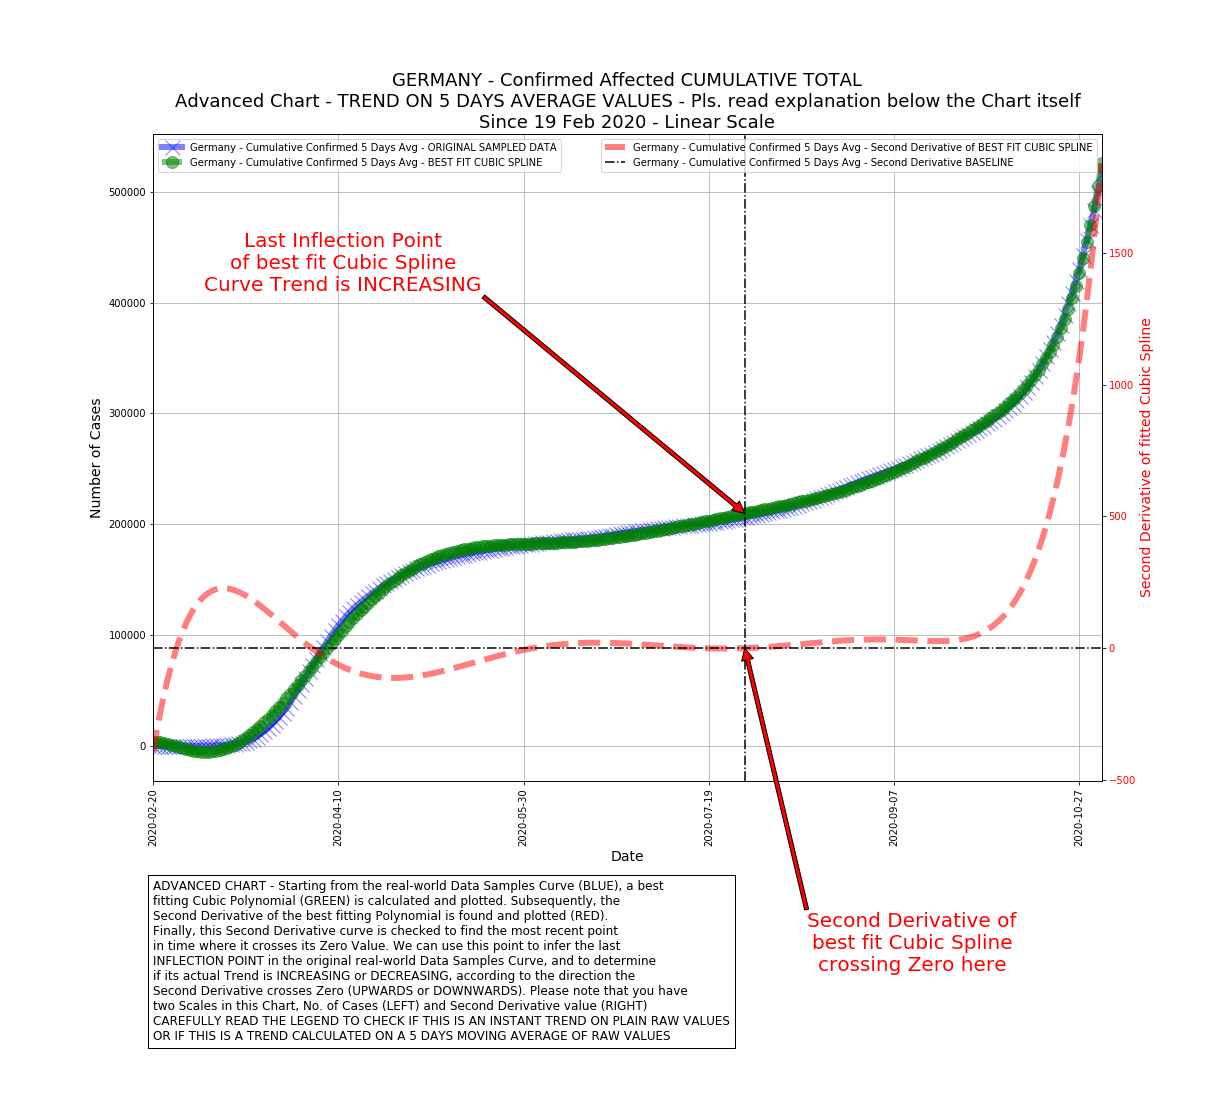 GERMANY - Confirmed Affected CUMULATIVE TOTAL
Advanced Chart - TREND ON 5 DAYS AVERAGE VALUES - Pls. read explanation below the Chart itself
Since 19 Feb 2020 - Linear Scale
Germany - Cumulative Confirmed 5 Days Avg - ORIGINAL SAMPLED DATA
Germany - Cumulative Confirmed 5 Days Avg - BEST FIT CUBIC SPLINE
Germany - Cumulative Confirmed 5 Days Avg - Second Derivative of BEST FIT CUBIC SPLINE
Germany - Cumulative Confirmed 5 Days Avg - Second Derivative BASELINE
Last Inflection Point
of best fit Cubic Spline
Curve Trend is INCREASING
Number of Cases
500000
400000
300000
200000
100000
0
1500
1000
500
0
−500
Second Derivative of fitted Cubic Spline
2020-02-20
2020-04-10
2020-05-30
2020-07-19
2020-09-07
2020-10-27
Date
Second Derivative of
best fit Cubic Spline
crossing Zero here
ADVANCED CHART - Starting from the real-world Data Samples Curve (BLUE), a best
fitting Cubic Polynomial (GREEN) is calculated and plotted. Subsequently, the
Second Derivative of the best fitting Polynomial is found and plotted (RED).
Finally, this Second Derivative curve is checked to find the most recent point
in time where it crosses its Zero Value. We can use this point to infer the last
INFLECTION POINT in the original real-world Data Samples Curve, and to determine
if its actual Trend is INCREASING or DECREASING, according to the direction the
Second Derivative crosses Zero (UPWARDS or DOWNWARDS). Please note that you have
two Scales in this Chart, No. of Cases (LEFT) and Second Derivative value (RIGHT)
CAREFULLY READ THE LEGEND TO CHECK IF THIS IS AN INSTANT TREND ON PLAIN RAW VALUES
OR IF THIS IS A TREND CALCULATED ON A 5 DAYS MOVING AVERAGE OF RAW VALUES